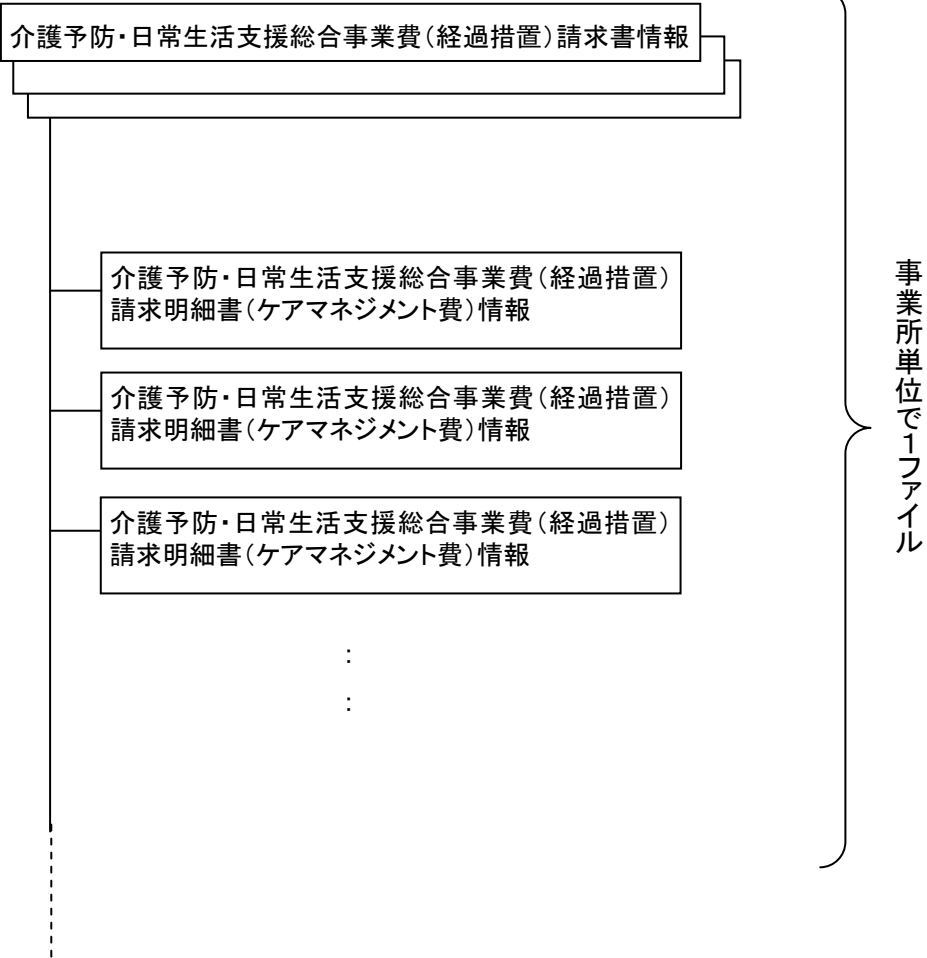 介護予防・日常生活支援総合事業費(経過措置)請求書情報
介護予防・日常生活支援総合事業費(経過措置)
請求明細書(ケアマネジメント費)情報
介護予防・日常生活支援総合事業費(経過措置)
請求明細書(ケアマネジメント費)情報
介護予防・日常生活支援総合事業費(経過措置)
請求明細書(ケアマネジメント費)情報
:
:
事業所単位で1ファイル